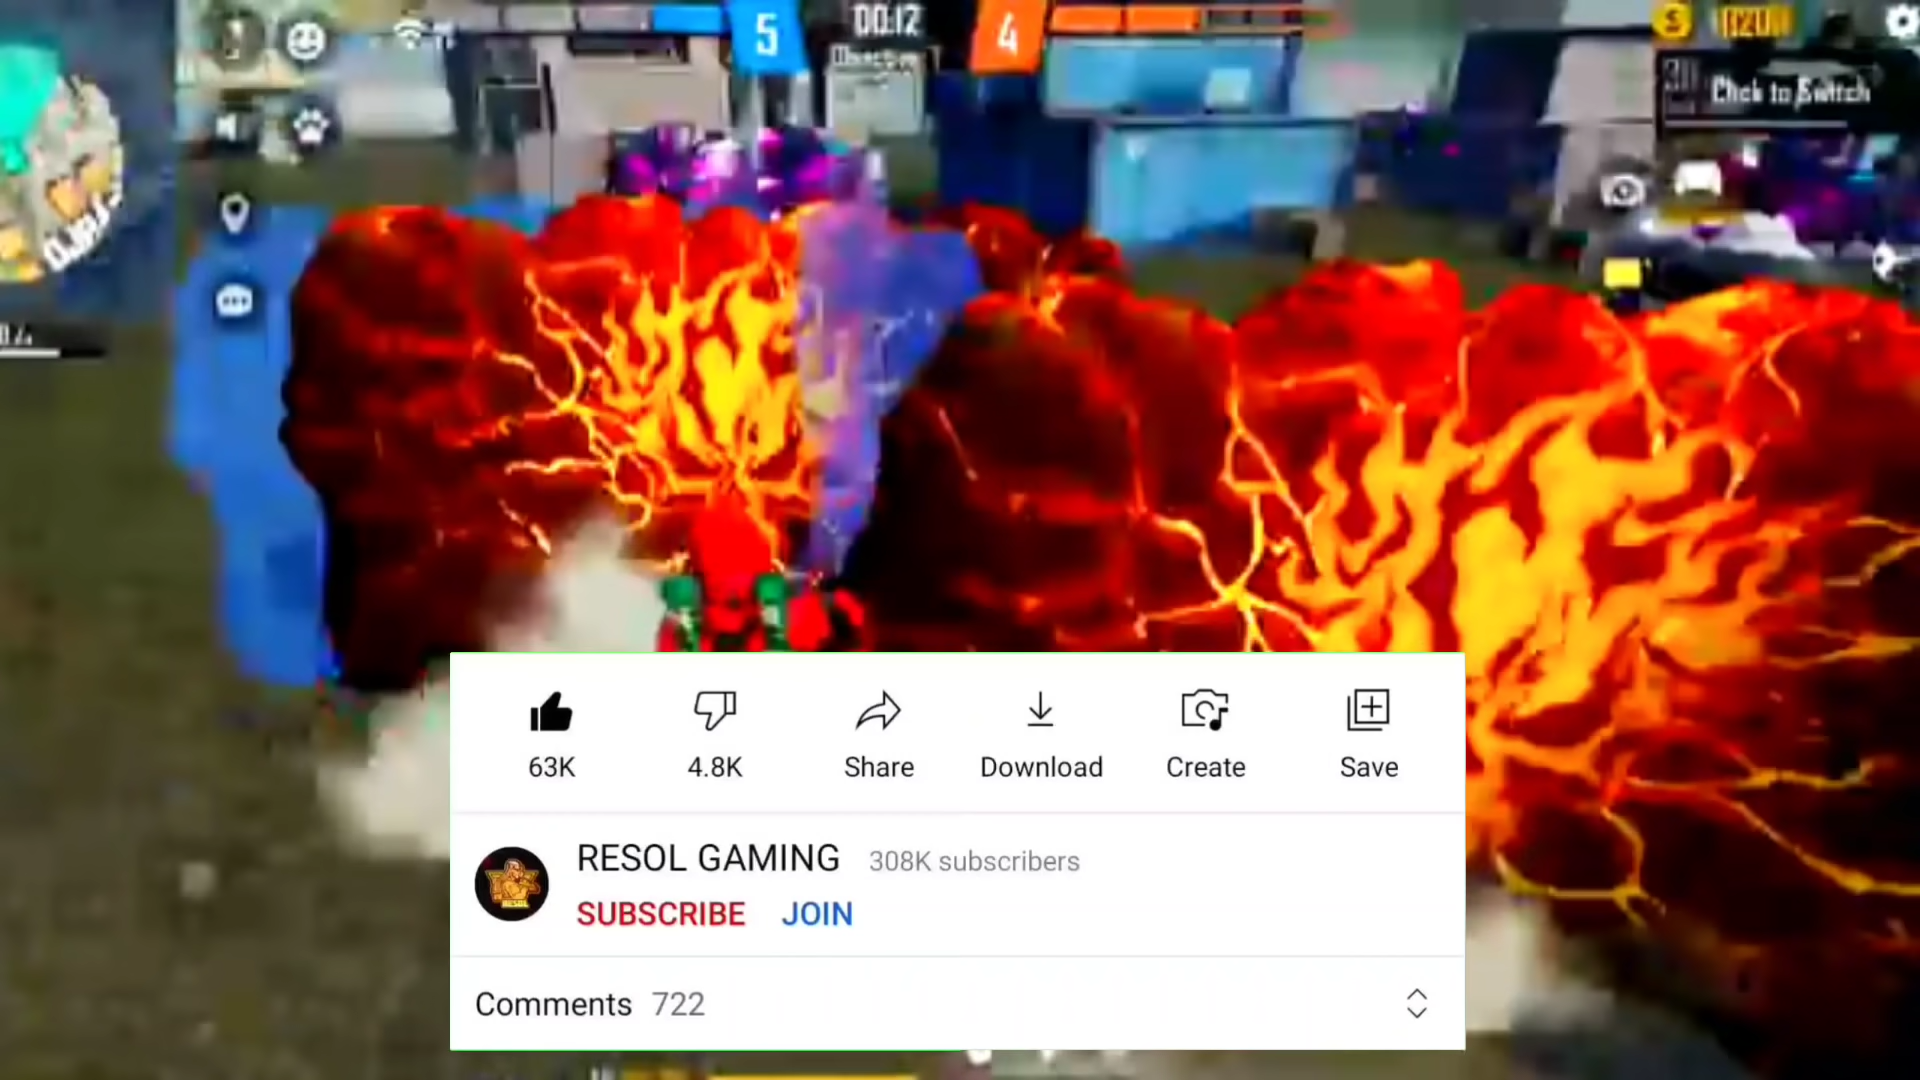 5
00:12
4
Click to Switch
63K
4.8K
Share
Download
Create
Save
RESOL GAMING 308K subscribers
SUBSCRIBE JOIN
Comments 722